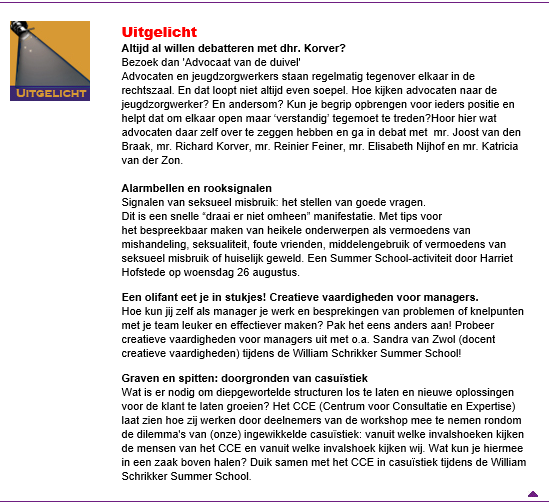 UITGELICHT
Uitgelicht
Altijd al willen debatteren met dhr. Korver?
Bezoek dan 'Advocaat van de duivel'
Advocaten en jeugdzorgwerkers staan regelmatig tegenover elkaar in de
rechtszaal. En dat loopt niet altijd even soepel. Hoe kijken advocaten naar de
jeugdzorgwerker? En andersom? Kun je begrip opbrengen voor ieders positie en
helpt dat om elkaar open maar ‘verstandig’ tegemoet te treden?Hoor hier wat
advocaten daar zelf over te zeggen hebben en ga in debat met  mr. Joost van den
Braak, mr. Richard Korver, mr. Reinier Feiner, mr. Elisabeth Nijhof en mr. Katricia
van der Zon.
Alarmbellen en rooksignalen
Signalen van seksueel misbruik: het stellen van goede vragen.
Dit is een snelle “draai er niet omheen” manifestatie. Met tips voor
het bespreekbaar maken van heikele onderwerpen als vermoedens van
mishandeling, seksualiteit, foute vrienden, middelengebruik of vermoedens van
seksueel misbruik of huiselijk geweld. Een Summer School-activiteit door Harriet
Hofstede op woensdag 26 augustus.
Een olifant eet je in stukjes! Creatieve vaardigheden voor managers.
Hoe kun jij zelf als manager je werk en besprekingen van problemen of knelpunten
met je team leuker en effectiever maken? Pak het eens anders aan! Probeer
creatieve vaardigheden voor managers uit met o.a. Sandra van Zwol (docent
creatieve vaardigheden) tijdens de William Schrikker Summer School!
Graven en spitten: doorgronden van casuïstiek
Wat is er nodig om diepgewortelde structuren los te laten en nieuwe oplossingen
voor de klant te laten groeien? Het CCE (Centrum voor Consultatie en Expertise)
laat zien hoe zij werken door deelnemers van de workshop mee te nemen rondom
de dilemma's van (onze) ingewikkelde casuïstiek: vanuit welke invalshoeken kijken
de mensen van het CCE en vanuit welke invalshoek kijken wij. Wat kun je hiermee
in een zaak boven halen? Duik samen met het CCE in casuïstiek tijdens de William
Schrikker Summer School.